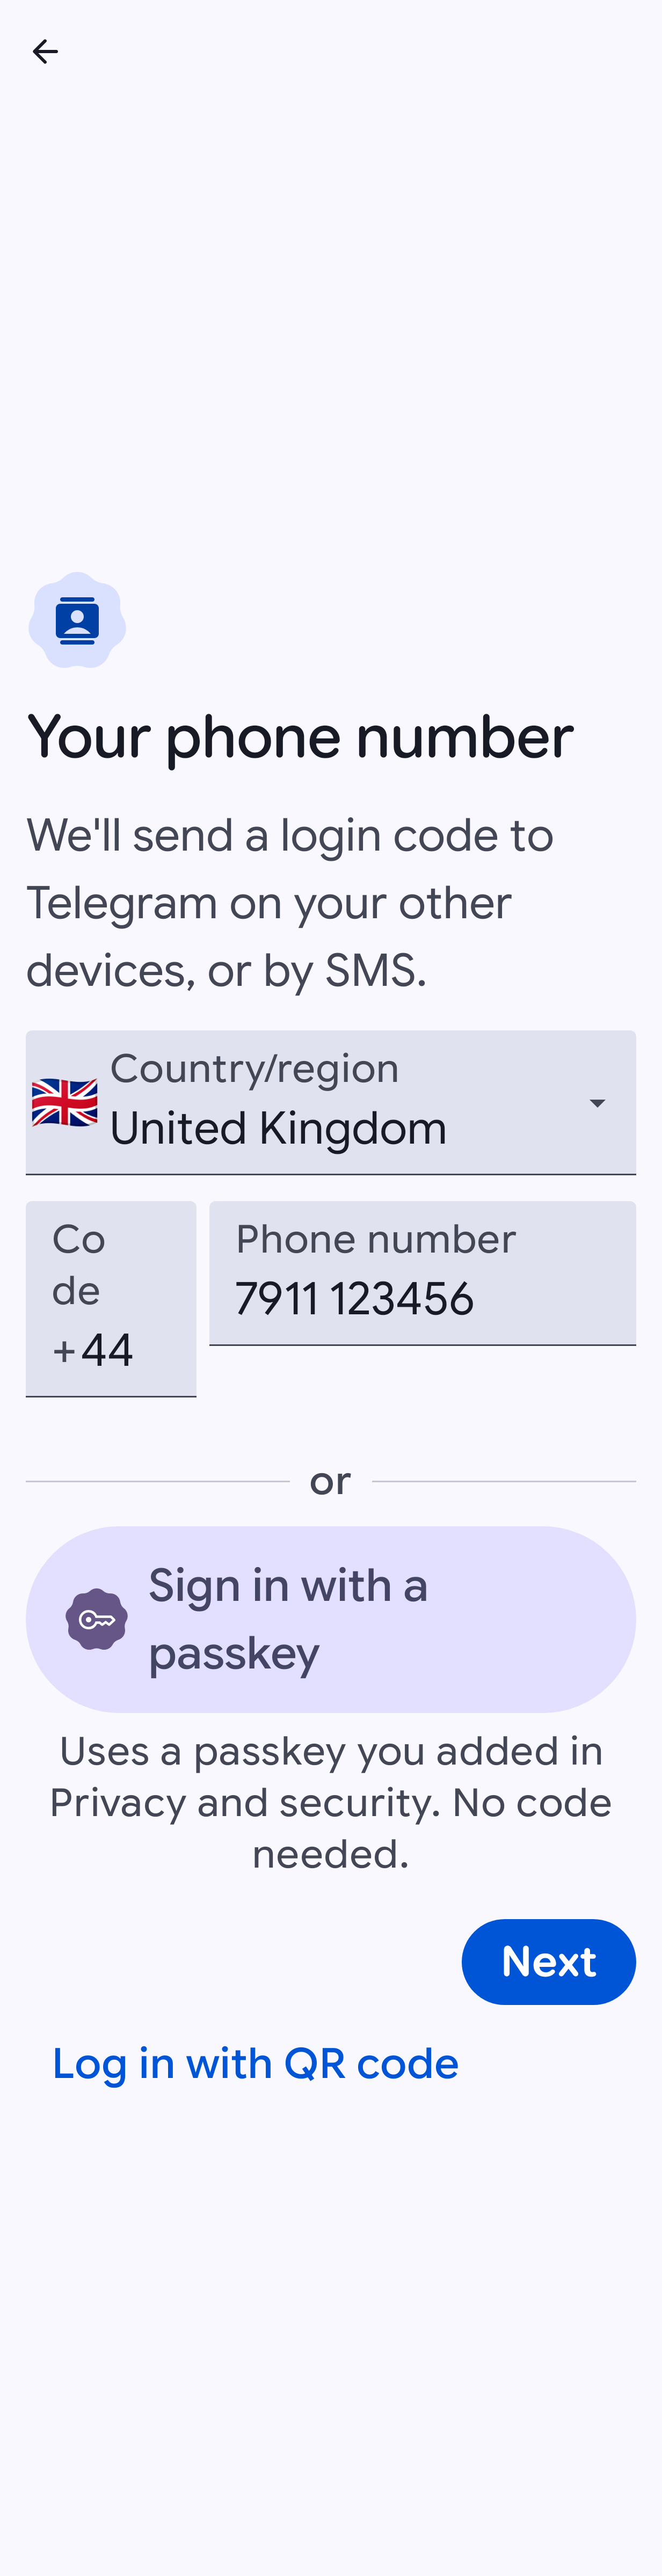 Your phone number
We'll send a login code to
Telegram on your other
devices, or by SMS.
Country/region
United Kingdom
Co
de
+44
Phone number
7911 123456
or
Sign in with a
passkey
Uses a passkey you added in
Privacy and security. No code
needed.
Next
Log in with QR code